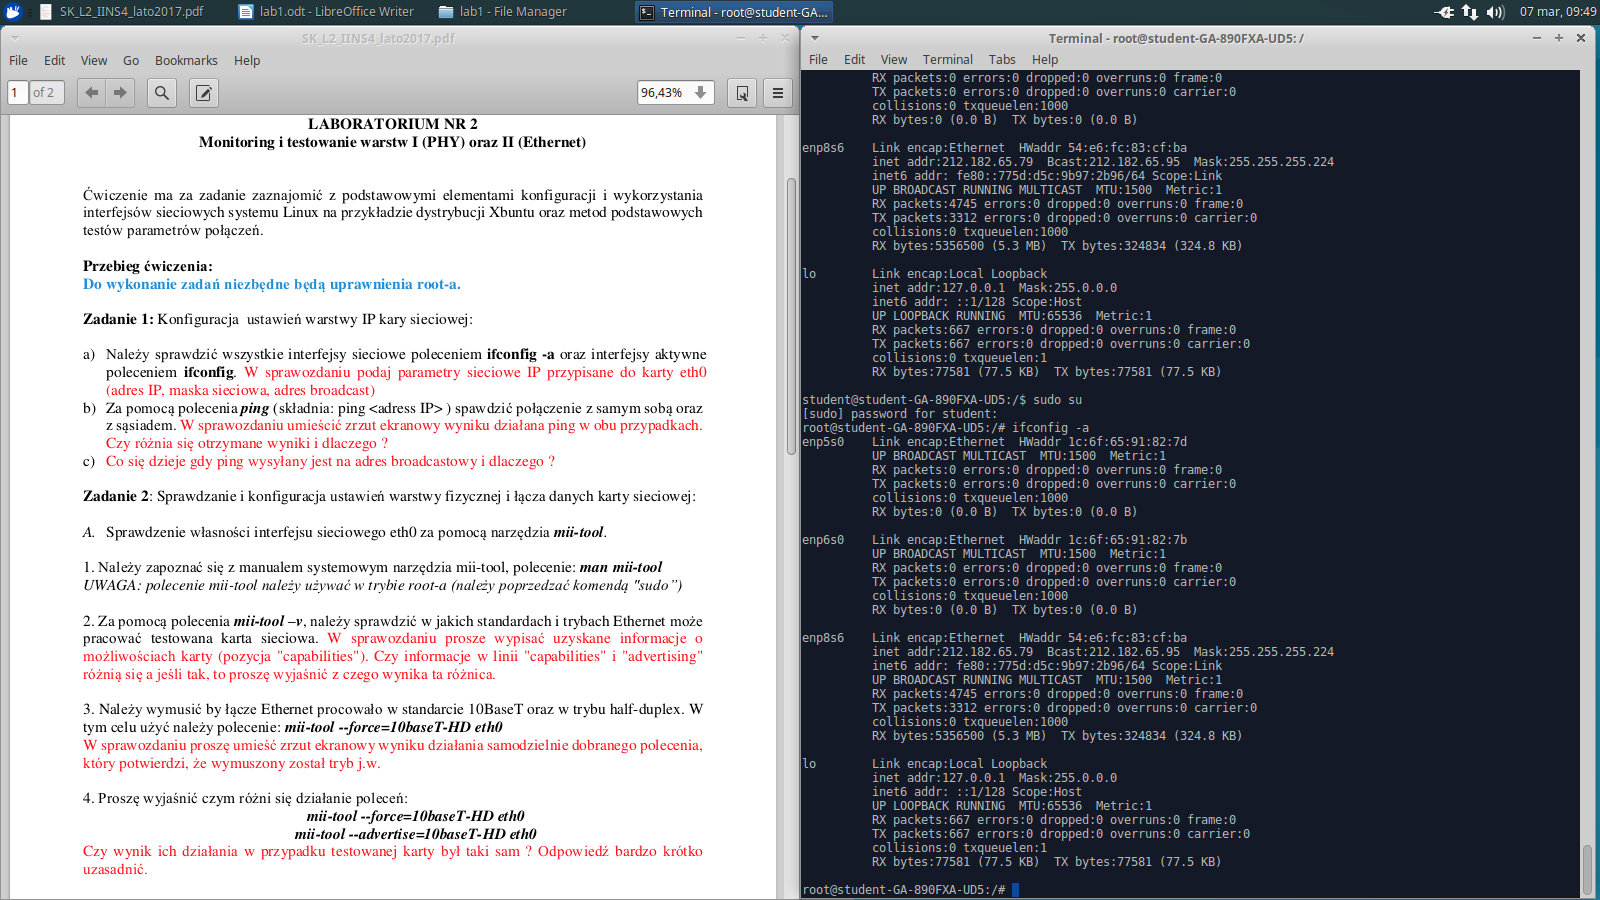 SK_L2_IINS4_lato2017.pdf
lab1.odt - LibreOffice Writer
lab1 - File Manager
Terminal - root@student-GA...
07 mar, 09:49
SK_L2_IINS4_lato2017.pdf
File Edit View Go Bookmarks Help
1 of 2
96,43%
LABORATORIUM NR 2
Monitoring i testowanie warstw I (PHY) oraz II (Ethernet)
Ćwiczenie ma za zadanie zaznajomić z podstawowymi elementami konfiguracji i wykorzystania
interfejsów sieciowych systemu Linux na przykładzie dystrybucji Xbuntu oraz metod podstawowych
testów parametrów połączeń.
Przebieg ćwiczenia:
Do wykonanie zadań niezbędne będą uprawnienia root-a.
Zadanie 1: Konfiguracja ustawień warstwy IP kary sieciowej:
a) Należy sprawdzić wszystkie interfejsy sieciowe poleceniem ifconfig -a oraz interfejsy aktywne
poleceniem ifconfig. W sprawozdaniu podaj parametry sieciowe IP przypisane do karty eth0
(adres IP, maska sieciowa, adres broadcast)
b) Za pomocą polecenia ping (składnia: ping <adress IP> ) spawdzić połączenie z samym sobą oraz
z sąsiadem. W sprawozdaniu umieścić zrzut ekranowy wyniku działana ping w obu przypadkach.
Czy różnia się otrzymane wyniki i dlaczego ?
c) Co się dzieje gdy ping wysyłany jest na adres broadcastowy i dlaczego ?
Zadanie 2: Sprawdzanie i konfiguracja ustawień warstwy fizycznej i łącza danych karty sieciowej:
A. Sprawdzenie własności interfejsu sieciowego eth0 za pomocą narzędzia mii-tool.
1. Należy zapoznać się z manualem systemowym narzędzia mii-tool, polecenie: man mii-tool
UWAGA: polecenie mii-tool należy używać w trybie root-a (należy poprzedzać komendą "sudo”)
2. Za pomocą polecenia mii-tool –v, należy sprawdzić w jakich standardach i trybach Ethernet może
pracować testowana karta sieciowa. W sprawozdaniu prosze wypisać uzyskane informacje o
możliwościach karty (pozycja "capabilities"). Czy informacje w linii "capabilities" i "advertising"
różnią się a jeśli tak, to proszę wyjaśnić z czego wynika ta różnica.
3. Należy wymusić by łącze Ethernet procowało w standarcie 10BaseT oraz w trybu half-duplex. W
tym celu użyć należy polecenie: mii-tool --force=10baseT-HD eth0
W sprawozdaniu proszę umieść zrzut ekranowy wyniku działania samodzielnie dobranego polecenia,
który potwierdzi, że wymuszony został tryb j.w.
4. Proszę wyjaśnić czym różni się działanie poleceń:
mii-tool --force=10baseT-HD eth0
mii-tool --advertise=10baseT-HD eth0
Czy wynik ich działania w przypadku testowanej karty był taki sam ? Odpowiedź bardzo krótko
uzasadnić.
Terminal - root@student-GA-890FXA-UD5: /
File Edit View Terminal Tabs Help
RX packets:0 errors:0 dropped:0 overruns:0 frame:0
TX packets:0 errors:0 dropped:0 overruns:0 carrier:0
collisions:0 txqueuelen:1000
RX bytes:0 (0.0 B)  TX bytes:0 (0.0 B)
enp8s6    Link encap:Ethernet  HWaddr 54:e6:fc:83:cf:ba
inet addr:212.182.65.79  Bcast:212.182.65.95  Mask:255.255.255.224
inet6 addr: fe80::775d:d5c:9b97:2b96/64 Scope:Link
UP BROADCAST RUNNING MULTICAST  MTU:1500  Metric:1
RX packets:4745 errors:0 dropped:0 overruns:0 frame:0
TX packets:3312 errors:0 dropped:0 overruns:0 carrier:0
collisions:0 txqueuelen:1000
RX bytes:5356500 (5.3 MB)  TX bytes:324834 (324.8 KB)
lo        Link encap:Local Loopback
inet addr:127.0.0.1  Mask:255.0.0.0
inet6 addr: ::1/128 Scope:Host
UP LOOPBACK RUNNING  MTU:65536  Metric:1
RX packets:667 errors:0 dropped:0 overruns:0 frame:0
TX packets:667 errors:0 dropped:0 overruns:0 carrier:0
collisions:0 txqueuelen:1
RX bytes:77581 (77.5 KB)  TX bytes:77581 (77.5 KB)
student@student-GA-890FXA-UD5:/$ sudo su
[sudo] password for student:
root@student-GA-890FXA-UD5:/# ifconfig -a
enp5s0    Link encap:Ethernet  HWaddr 1c:6f:65:91:82:7d
UP BROADCAST MULTICAST  MTU:1500  Metric:1
RX packets:0 errors:0 dropped:0 overruns:0 frame:0
TX packets:0 errors:0 dropped:0 overruns:0 carrier:0
collisions:0 txqueuelen:1000
RX bytes:0 (0.0 B)  TX bytes:0 (0.0 B)
enp6s0    Link encap:Ethernet  HWaddr 1c:6f:65:91:82:7b
UP BROADCAST MULTICAST  MTU:1500  Metric:1
RX packets:0 errors:0 dropped:0 overruns:0 frame:0
TX packets:0 errors:0 dropped:0 overruns:0 carrier:0
collisions:0 txqueuelen:1000
RX bytes:0 (0.0 B)  TX bytes:0 (0.0 B)
enp8s6    Link encap:Ethernet  HWaddr 54:e6:fc:83:cf:ba
inet addr:212.182.65.79  Bcast:212.182.65.95  Mask:255.255.255.224
inet6 addr: fe80::775d:d5c:9b97:2b96/64 Scope:Link
UP BROADCAST RUNNING MULTICAST  MTU:1500  Metric:1
RX packets:4745 errors:0 dropped:0 overruns:0 frame:0
TX packets:3312 errors:0 dropped:0 overruns:0 carrier:0
collisions:0 txqueuelen:1000
RX bytes:5356500 (5.3 MB)  TX bytes:324834 (324.8 KB)
lo        Link encap:Local Loopback
inet addr:127.0.0.1  Mask:255.0.0.0
inet6 addr: ::1/128 Scope:Host
UP LOOPBACK RUNNING  MTU:65536  Metric:1
RX packets:667 errors:0 dropped:0 overruns:0 frame:0
TX packets:667 errors:0 dropped:0 overruns:0 carrier:0
collisions:0 txqueuelen:1
RX bytes:77581 (77.5 KB)  TX bytes:77581 (77.5 KB)
root@student-GA-890FXA-UD5:/#